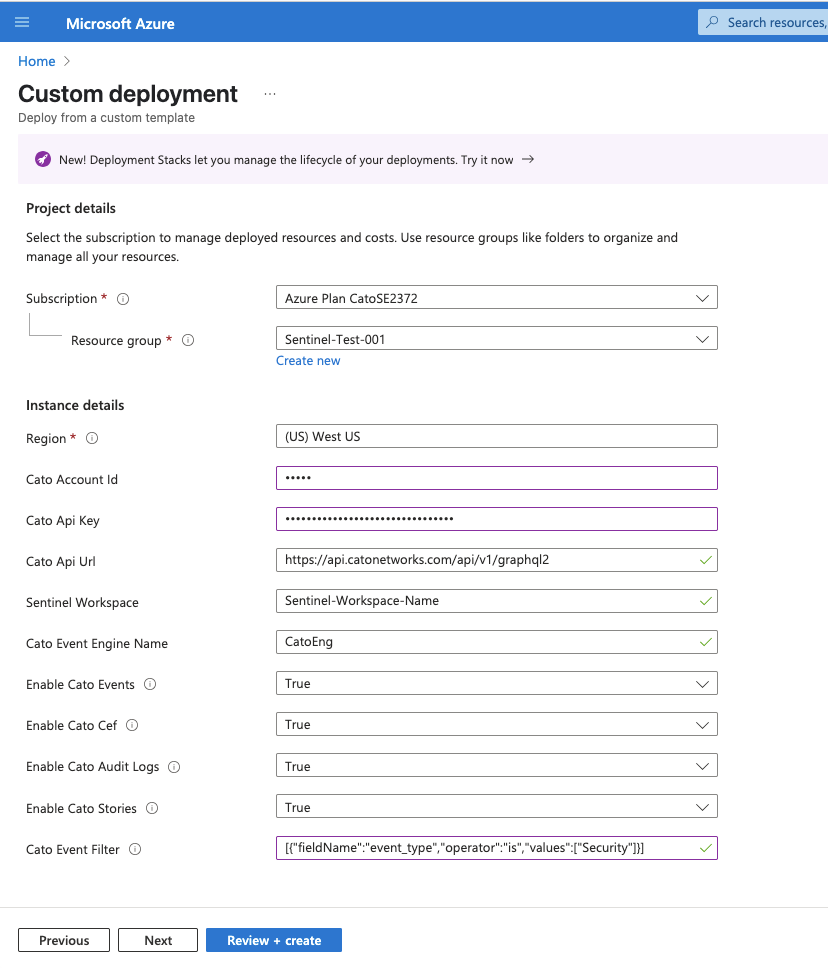 Microsoft Azure
Search resources,
Home
Custom deployment ...
Deploy from a custom template
New! Deployment Stacks let you manage the lifecycle of your deployments. Try it now →
Project details
Select the subscription to manage deployed resources and costs. Use resource groups like folders to organize and
manage all your resources.
Subscription *
Azure Plan CatoSE2372
Resource group *
Sentinel-Test-001
Create new
Instance details
Region *
(US) West US
Cato Account Id
•••••
Cato Api Key
••••••••••••••••••••••••••••••••
Cato Api Url
https://api.catonetworks.com/api/v1/graphql2
Sentinel Workspace
Sentinel-Workspace-Name
Cato Event Engine Name
CatoEng
Enable Cato Events
True
Enable Cato Cef
True
Enable Cato Audit Logs
True
Enable Cato Stories
True
Cato Event Filter
[{"fieldName":"event_type","operator":"is","values":["Security"]}]
Previous
Next
Review + create